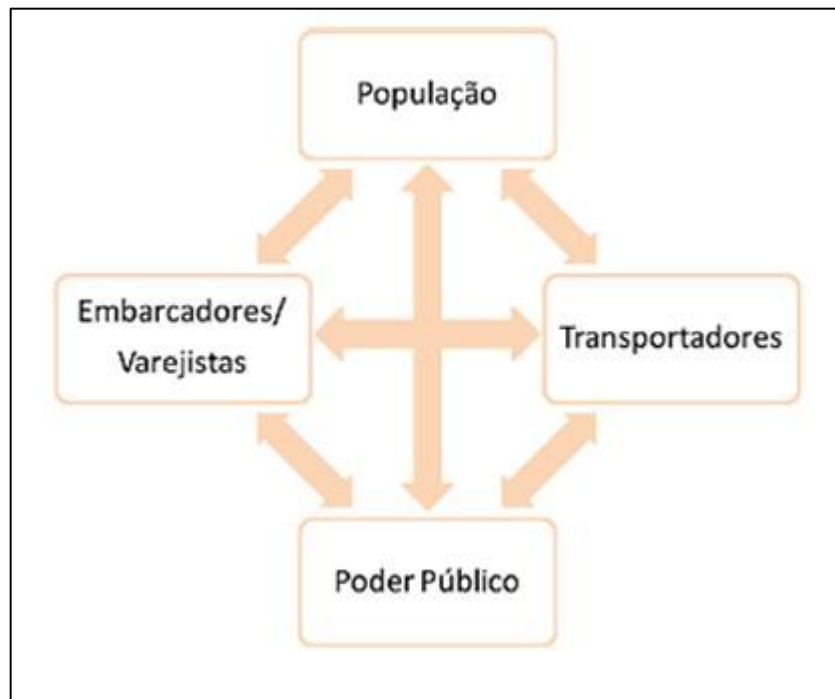 População
Embarcadores/
Varejistas
Transportadores
Poder Público